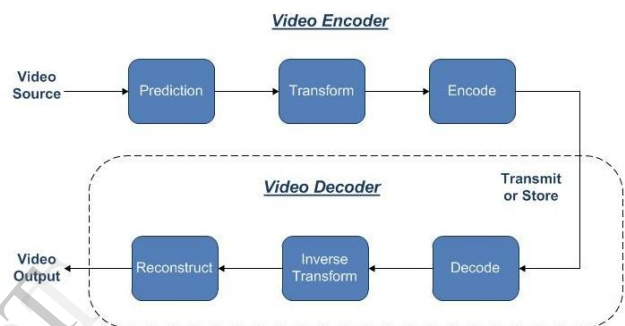 Video Encoder
Video
Source
Prediction
Transform
Encode
Transmit
or Store
Video Decoder
Video
Output
Reconstruct
Inverse
Transform
Decode